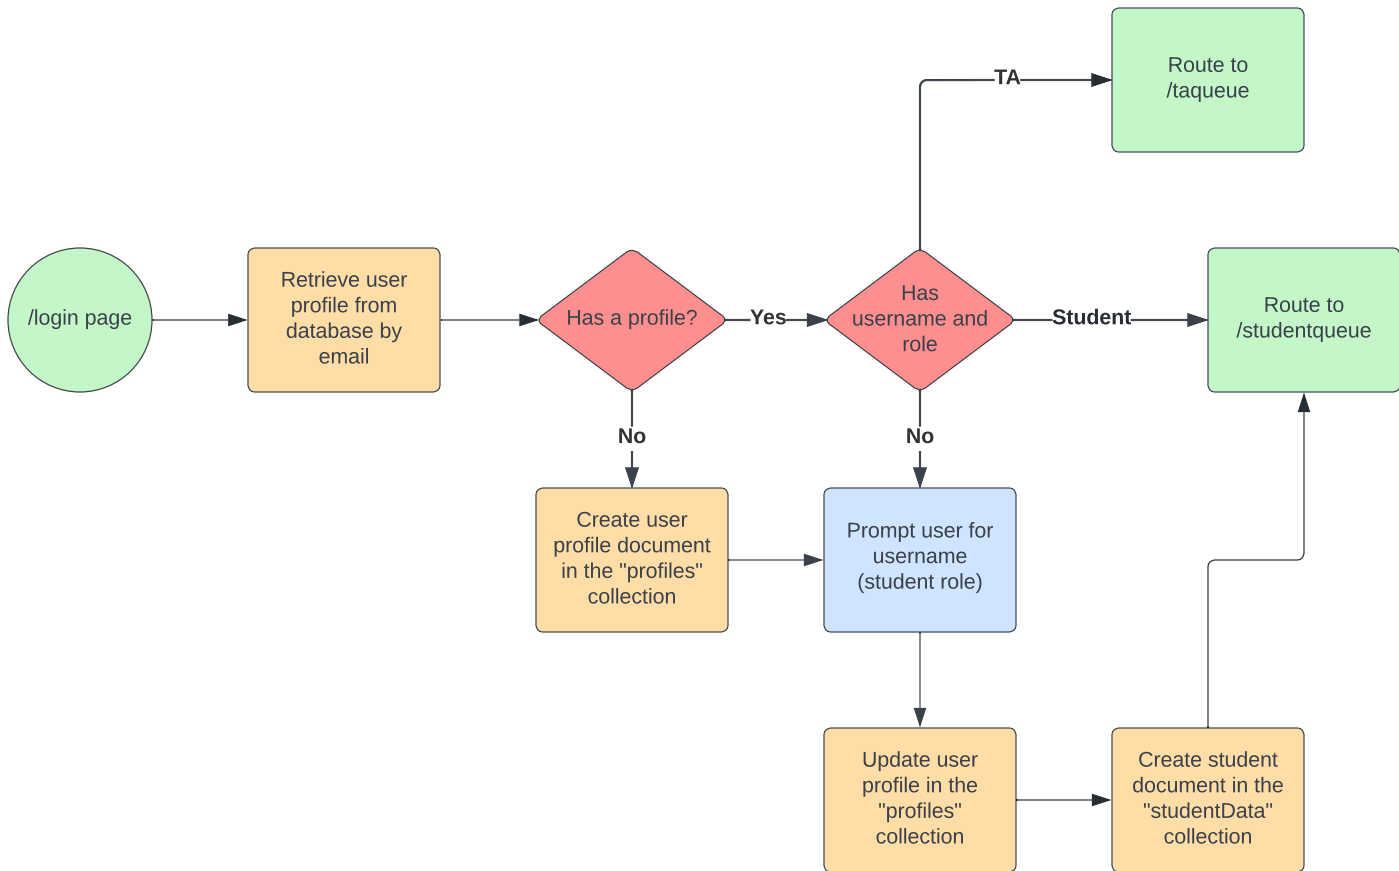 TA
Route to
/taqueue
/login page
Retrieve user
profile from
database by
email
Has a profile?
Yes
Has
username and
role
Student
Route to
/studentqueue
No
No
Create user
profile document
in the "profiles"
collection
Prompt user for
username
(student role)
Update user
profile in the
"profiles"
collection
Create student
document in the
"studentData"
collection